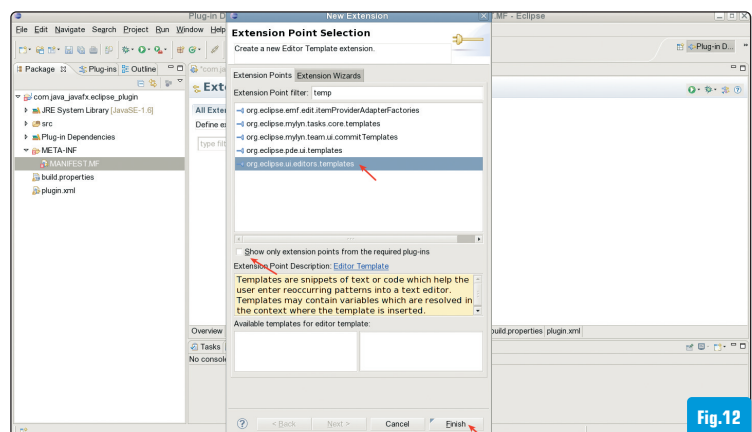 Plug-in D
New Extension
.MF - Eclipse
File Edit Navigate Search Project Run Window Help
Plug-in D...
Extension Point Selection
Create a new Editor Template extension.
Package Plug-ins Outline
com.java_javafx.eclipse_plugin
JRE System Library [JavaSE-1.6]
src
Plug-in Dependencies
META-INF
MANIFEST.MF
build.properties
plugin.xml
*com.ja
Exte
All Exte
Define e
type filt
Extension Points Extension Wizards
Extension Point filter: temp
org.eclipse.emf.edit.itemProviderAdapterFactories
org.eclipse.mylyn.tasks.core.templates
org.eclipse.mylyn.team.ui.commitTemplates
org.eclipse.pde.ui.templates
org.eclipse.ui.editors.templates
Show only extension points from the required plug-ins
Extension Point Description: Editor Template
Templates are snippets of text or code which help the
user enter reoccurring patterns into a text editor.
Templates may contain variables which are resolved in
the context where the template is inserted.
Available templates for editor template:
Overview
build.properties plugin.xml
Tasks
No consol
< Back Next > Cancel Finish
Fig.12